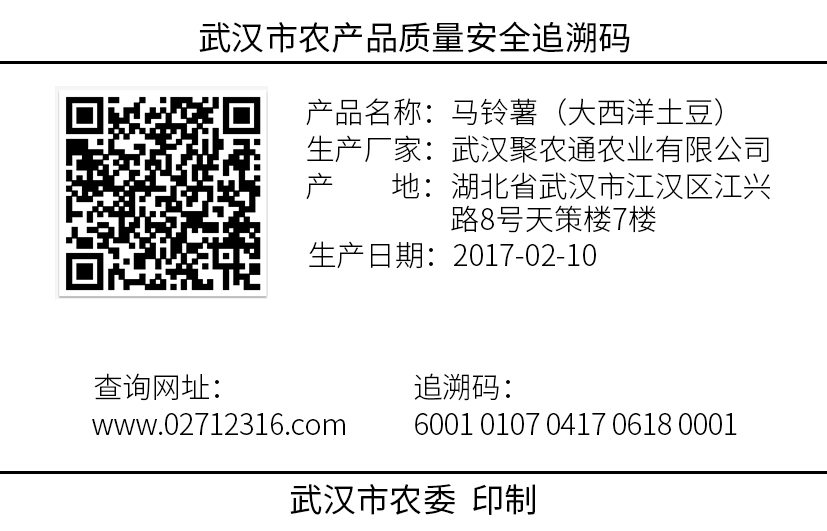 武汉市农产品质量安全追溯码
产品名称：马铃薯（大西洋土豆）
生产厂家：武汉聚农通农业有限公司
产　　地：湖北省武汉市江汉区江兴
路8号天策楼7楼
生产日期：2017-02-10
查询网址：
www.02712316.com
追溯码：
6001 0107 0417 0618 0001
武汉市农委 印制